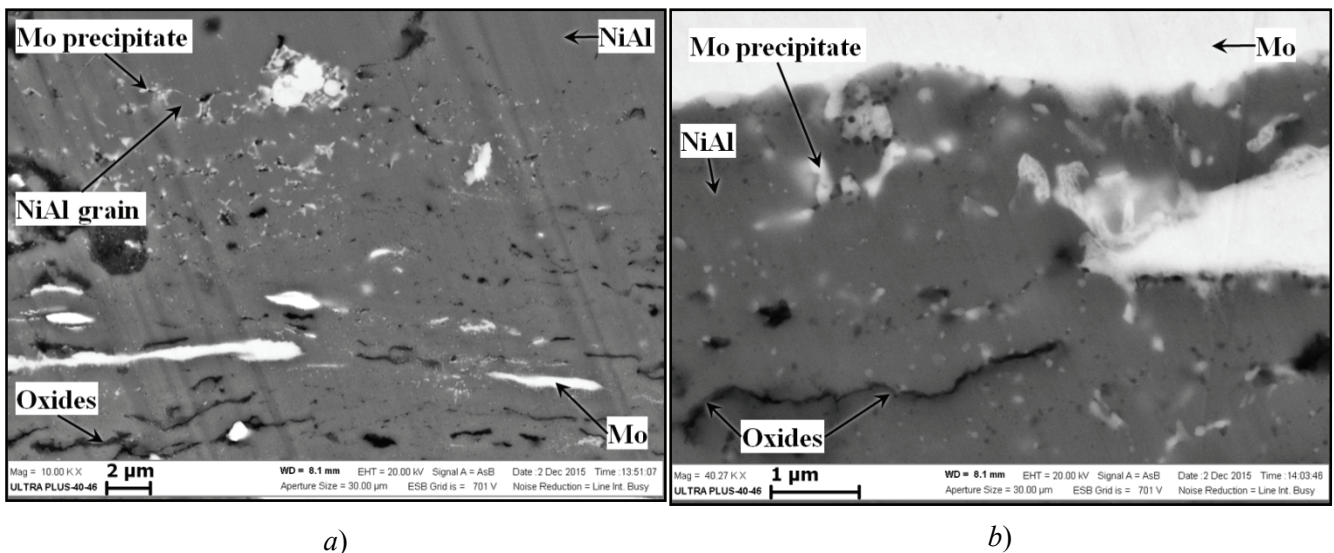 Mo precipitate
NiAl
NiAl grain
Oxides
Mo
Mag = 10.00 K X
2 µm
WD = 8.1 mm EHT = 20.00 kV Signal A = AsB Date :2 Dec 2015 Time :13:51:07
ULTRA PLUS-40-46
Aperture Size = 30.00 µm ESB Grid is = 701 V Noise Reduction = Line Int. Busy
a)
Mo precipitate
Mo
NiAl
Oxides
Mag = 40.27 K X
1 µm
WD = 8.1 mm EHT = 20.00 kV Signal A = AsB Date :2 Dec 2015 Time :14:03:46
ULTRA PLUS-40-46
Aperture Size = 30.00 µm ESB Grid is = 701 V Noise Reduction = Line Int. Busy
b)